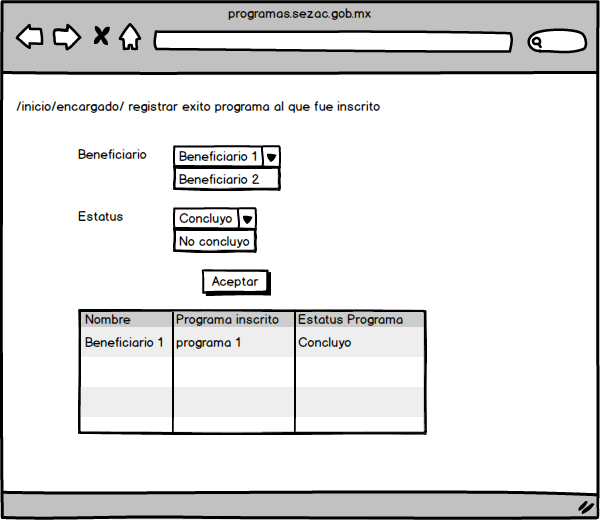 programas.sezac.gob.mx
/inicio/encargado/ registrar exito programa al que fue inscrito
Beneficiario Beneficiario 1
Beneficiario 2
Estatus Concluyo
No concluyo
Aceptar
Nombre Programa inscrito Estatus Programa
Beneficiario 1 programa 1 Concluyo